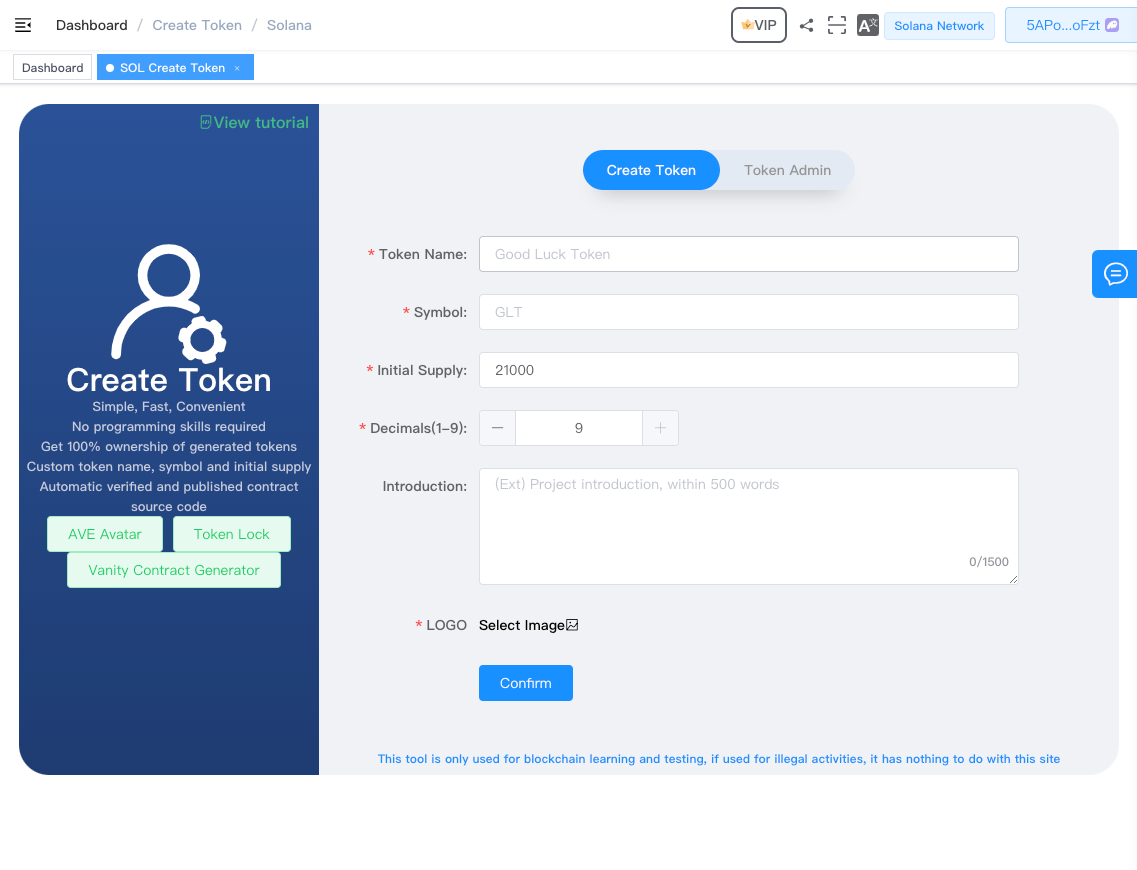 Dashboard / Create Token / Solana
VIP
A文
Solana Network
5APo...oFzt
Dashboard
SOL Create Token ×
View tutorial
Create Token
Simple, Fast, Convenient
No programming skills required
Get 100% ownership of generated tokens
Custom token name, symbol and initial supply
Automatic verified and published contract
source code
AVE Avatar
Token Lock
Vanity Contract Generator
Create Token
Token Admin
* Token Name: Good Luck Token
* Symbol: GLT
* Initial Supply: 21000
* Decimals(1-9): 9
Introduction: (Ext) Project introduction, within 500 words
0/1500
* LOGO Select Image
Confirm
This tool is only used for blockchain learning and testing, if used for illegal activities, it has nothing to do with this site